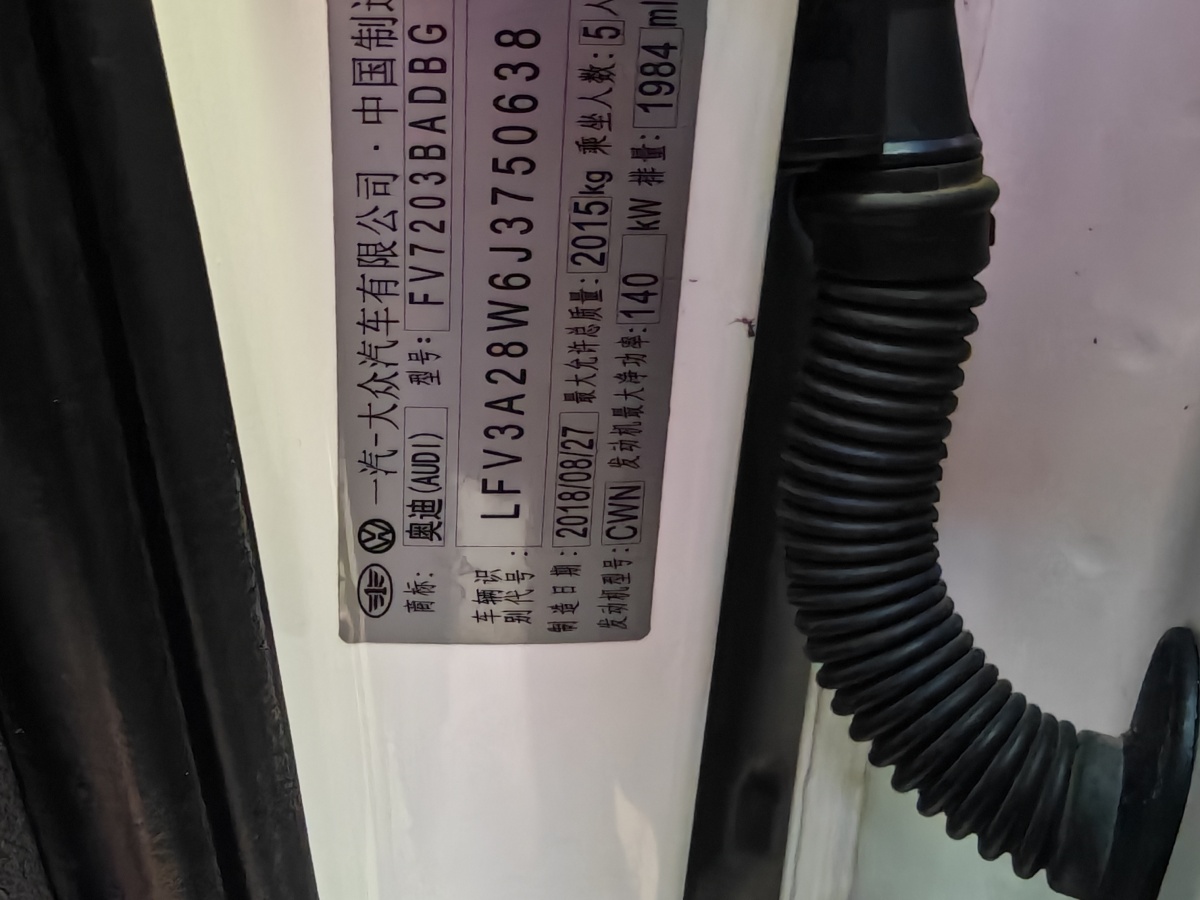 一汽-大众汽车有限公司·中国制造
商标: 奥迪(AUDI) 型号: FV7203BADBG
车辆识别代号: LFV3A28W6J3750638
制造日期: 2018/08/27 最大允许总质量: 2015kg 乘坐人数: 5人
发动机型号: CWN 发动机最大净功率: 140 kW 排量: 1984 ml